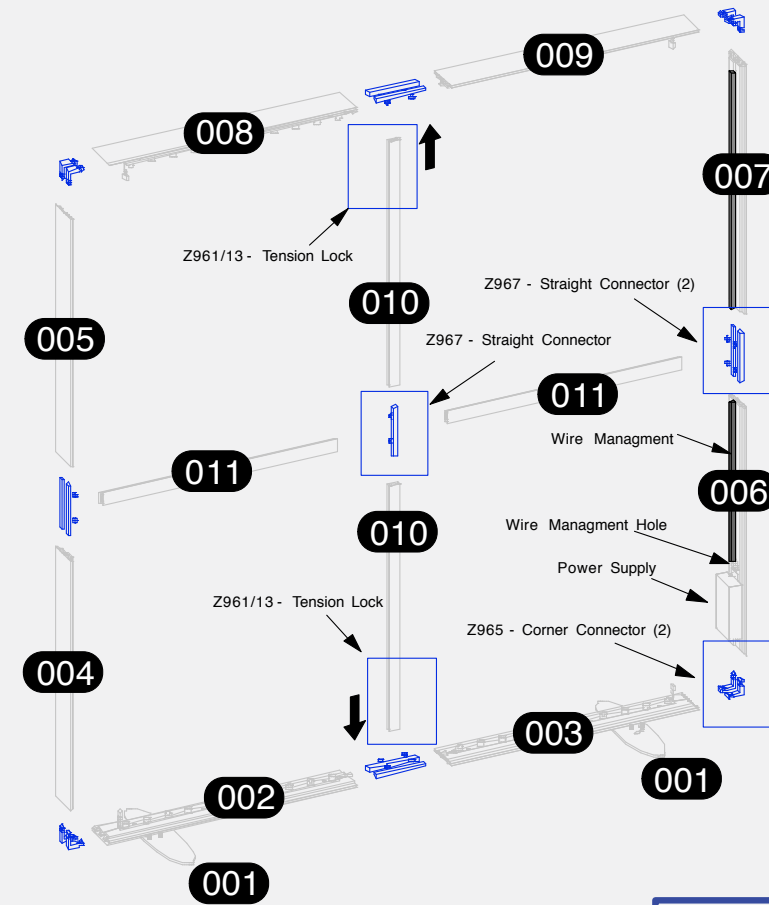 009
008
007
Z961/13 - Tension Lock
Z967 - Straight Connector (2)
010
005
Z967 - Straight Connector
011
Wire Managment
011
006
010
Wire Managment Hole
Power Supply
Z961/13 - Tension Lock
Z965 - Corner Connector (2)
004
003
002
001
001